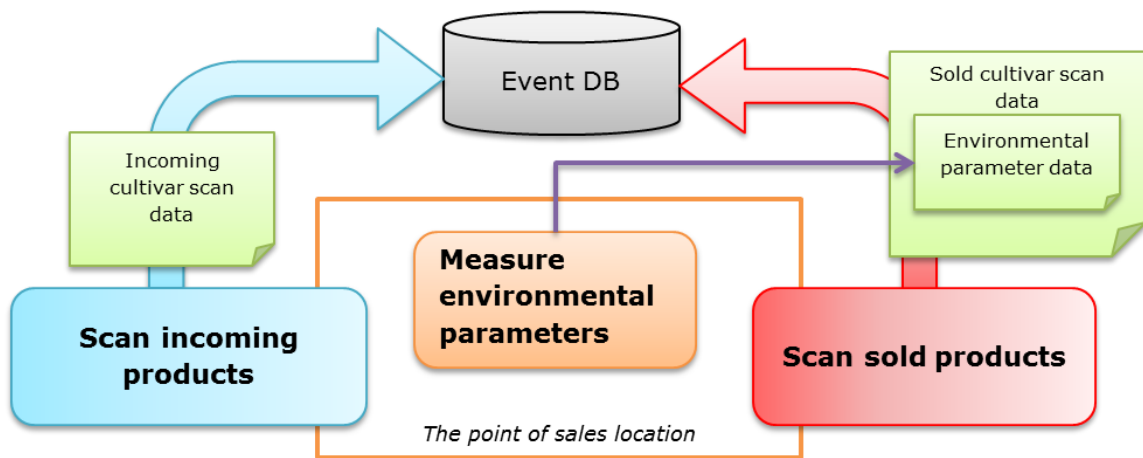 Event DB
Incoming
cultivar scan
data
Sold cultivar scan
data
Environmental
parameter data
Measure
environmental
parameters
Scan incoming
products
Scan sold products
The point of sales location